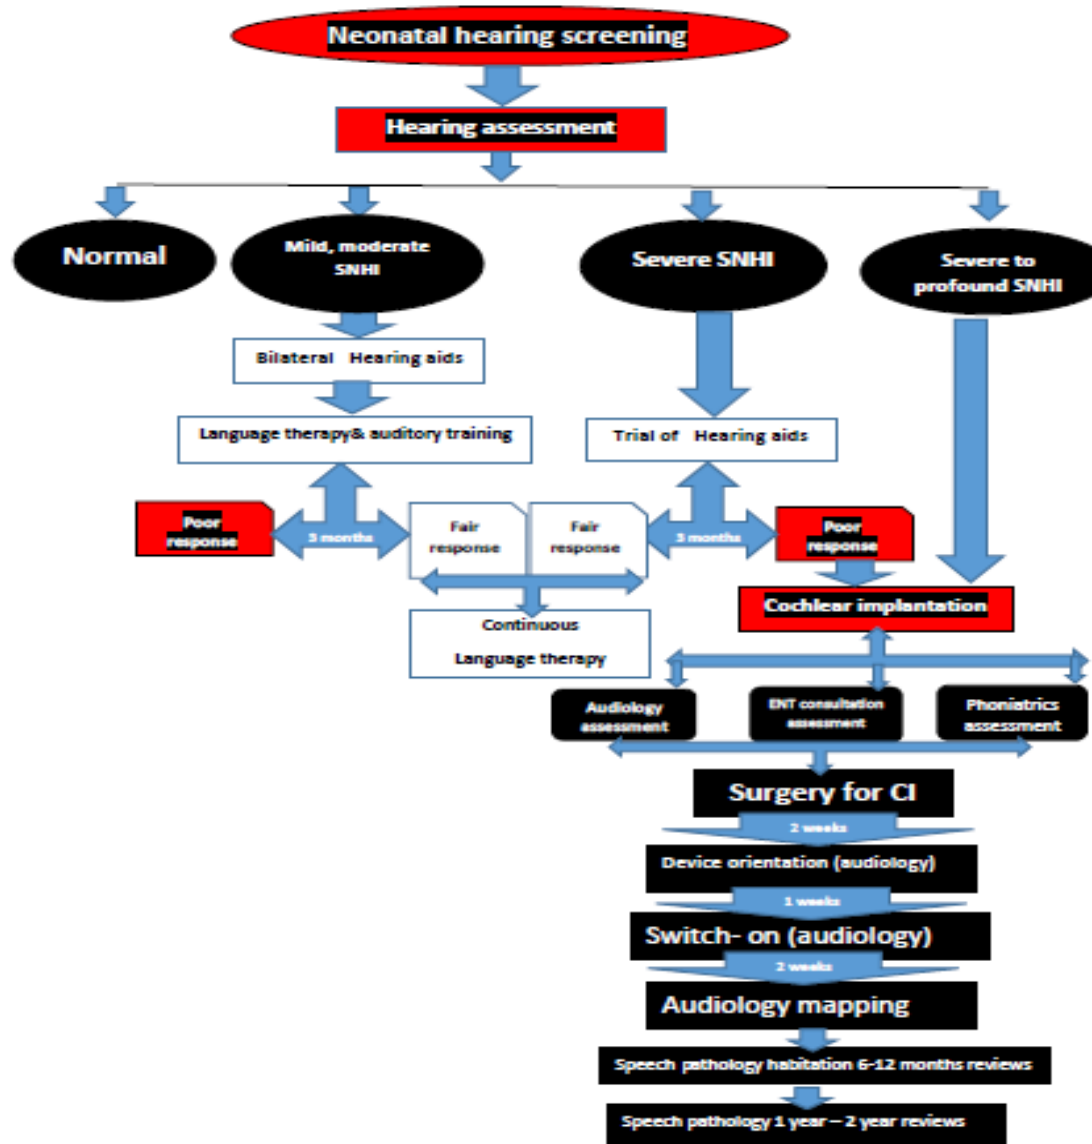 Neonatal hearing screening
Hearing assessment
Normal
Mild, moderate
SNHI
Severe SNHI
Severe to
profound SNHI
Bilateral Hearing aids
Language therapy& auditory training
Trial of Hearing aids
Poor
response
3 months
Fair
response
Fair
response
3 months
Poor
response
Cochlear implantation
Continuous
Language therapy
Audiology
assessment
ENT consultation
assessment
Phoniatrics
assessment
Surgery for CI
2 weeks
Device orientation (audiology)
1 weeks
Switch- on (audiology)
2 weeks
Audiology mapping
Speech pathology habitation 6-12 months reviews
Speech pathology 1 year – 2 year reviews